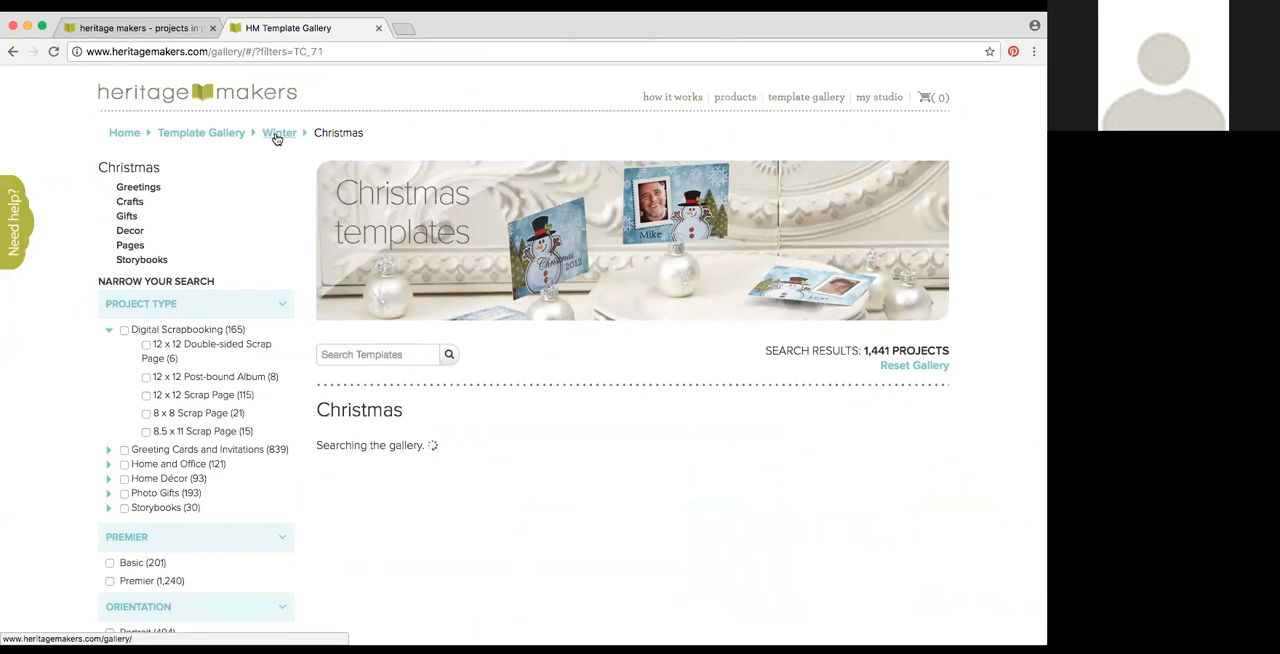 heritage makers - projects in p
HM Template Gallery
www.heritagemakers.com/gallery/#/?filters=TC_71
heritage makers
how it works | products | template gallery | my studio | ( 0 )
Home Template Gallery Winter Christmas
Need help?
Christmas
Greetings
Crafts
Gifts
Decor
Pages
Storybooks
NARROW YOUR SEARCH
PROJECT TYPE
Digital Scrapbooking (165)
12 x 12 Double-sided Scrap
Page (6)
12 x 12 Post-bound Album (8)
12 x 12 Scrap Page (115)
8 x 8 Scrap Page (21)
8.5 x 11 Scrap Page (15)
Greeting Cards and Invitations (839)
Home and Office (121)
Home Décor (93)
Photo Gifts (193)
Storybooks (30)
PREMIER
Basic (201)
Premier (1,240)
ORIENTATION
Christmas
templates
Mike
Christmas
2012
Search Templates
SEARCH RESULTS: 1,441 PROJECTS
Reset Gallery
Christmas
Searching the gallery.
www.heritagemakers.com/gallery/